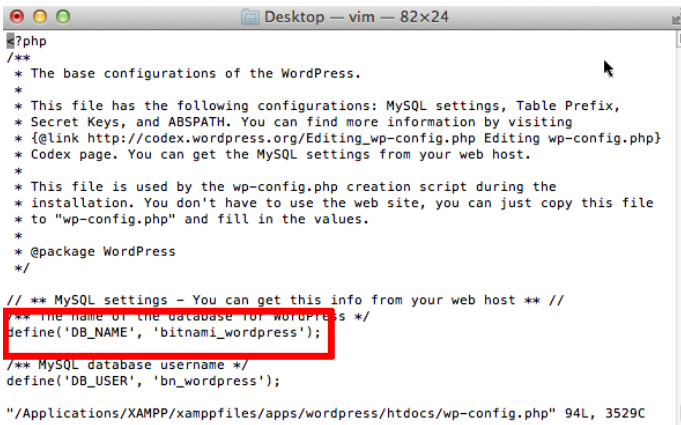 Desktop — vim — 82×24
<?php
/**
 * The base configurations of the WordPress.
 *
 * This file has the following configurations: MySQL settings, Table Prefix,
 * Secret Keys, and ABSPATH. You can find more information by visiting
 * {@link http://codex.wordpress.org/Editing_wp-config.php Editing wp-config.php}
 * Codex page. You can get the MySQL settings from your web host.
 *
 * This file is used by the wp-config.php creation script during the
 * installation. You don't have to use the web site, you can just copy this file
 * to "wp-config.php" and fill in the values.
 *
 * @package WordPress
 */
// ** MySQL settings - You can get this info from your web host ** //
/** The name of the database for WordPress */
define('DB_NAME', 'bitnami_wordpress');
/** MySQL database username */
define('DB_USER', 'bn_wordpress');
"/Applications/XAMPP/xamppfiles/apps/wordpress/htdocs/wp-config.php" 94L, 3529C